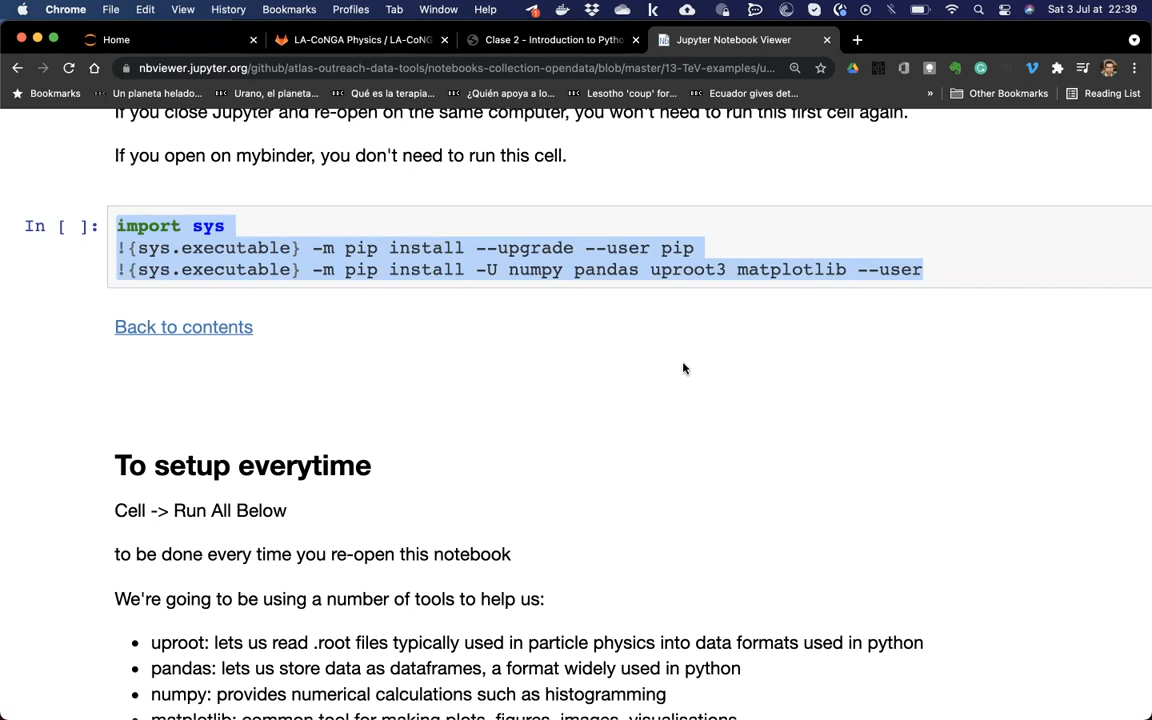 Chrome File Edit View History Bookmarks Profiles Tab Window Help Sat 3 Jul at 22:39
Home LA-CoNGA Physics / LA-CoNG Clase 2 - Introduction to Pytho Jupyter Notebook Viewer
nbviewer.jupyter.org/github/atlas-outreach-data-tools/notebooks-collection-opendata/blob/master/13-TeV-examples/u...
Bookmarks Un planeta helado... Urano, el planeta... Qué es la terapia... ¿Quién apoya a lo... Lesotho 'coup' for... Ecuador gives det... » Other Bookmarks Reading List
If you close Jupyter and re-open on the same computer, you won't need to run this first cell again.
If you open on mybinder, you don't need to run this cell.
In [ ]: import sys
!{sys.executable} -m pip install --upgrade --user pip
!{sys.executable} -m pip install -U numpy pandas uproot3 matplotlib --user
Back to contents
To setup everytime
Cell -> Run All Below
to be done every time you re-open this notebook
We're going to be using a number of tools to help us:
• uproot: lets us read .root files typically used in particle physics into data formats used in python
• pandas: lets us store data as dataframes, a format widely used in python
• numpy: provides numerical calculations such as histogramming
• matplotlib: common tool for making plots, figures, images, visualisations